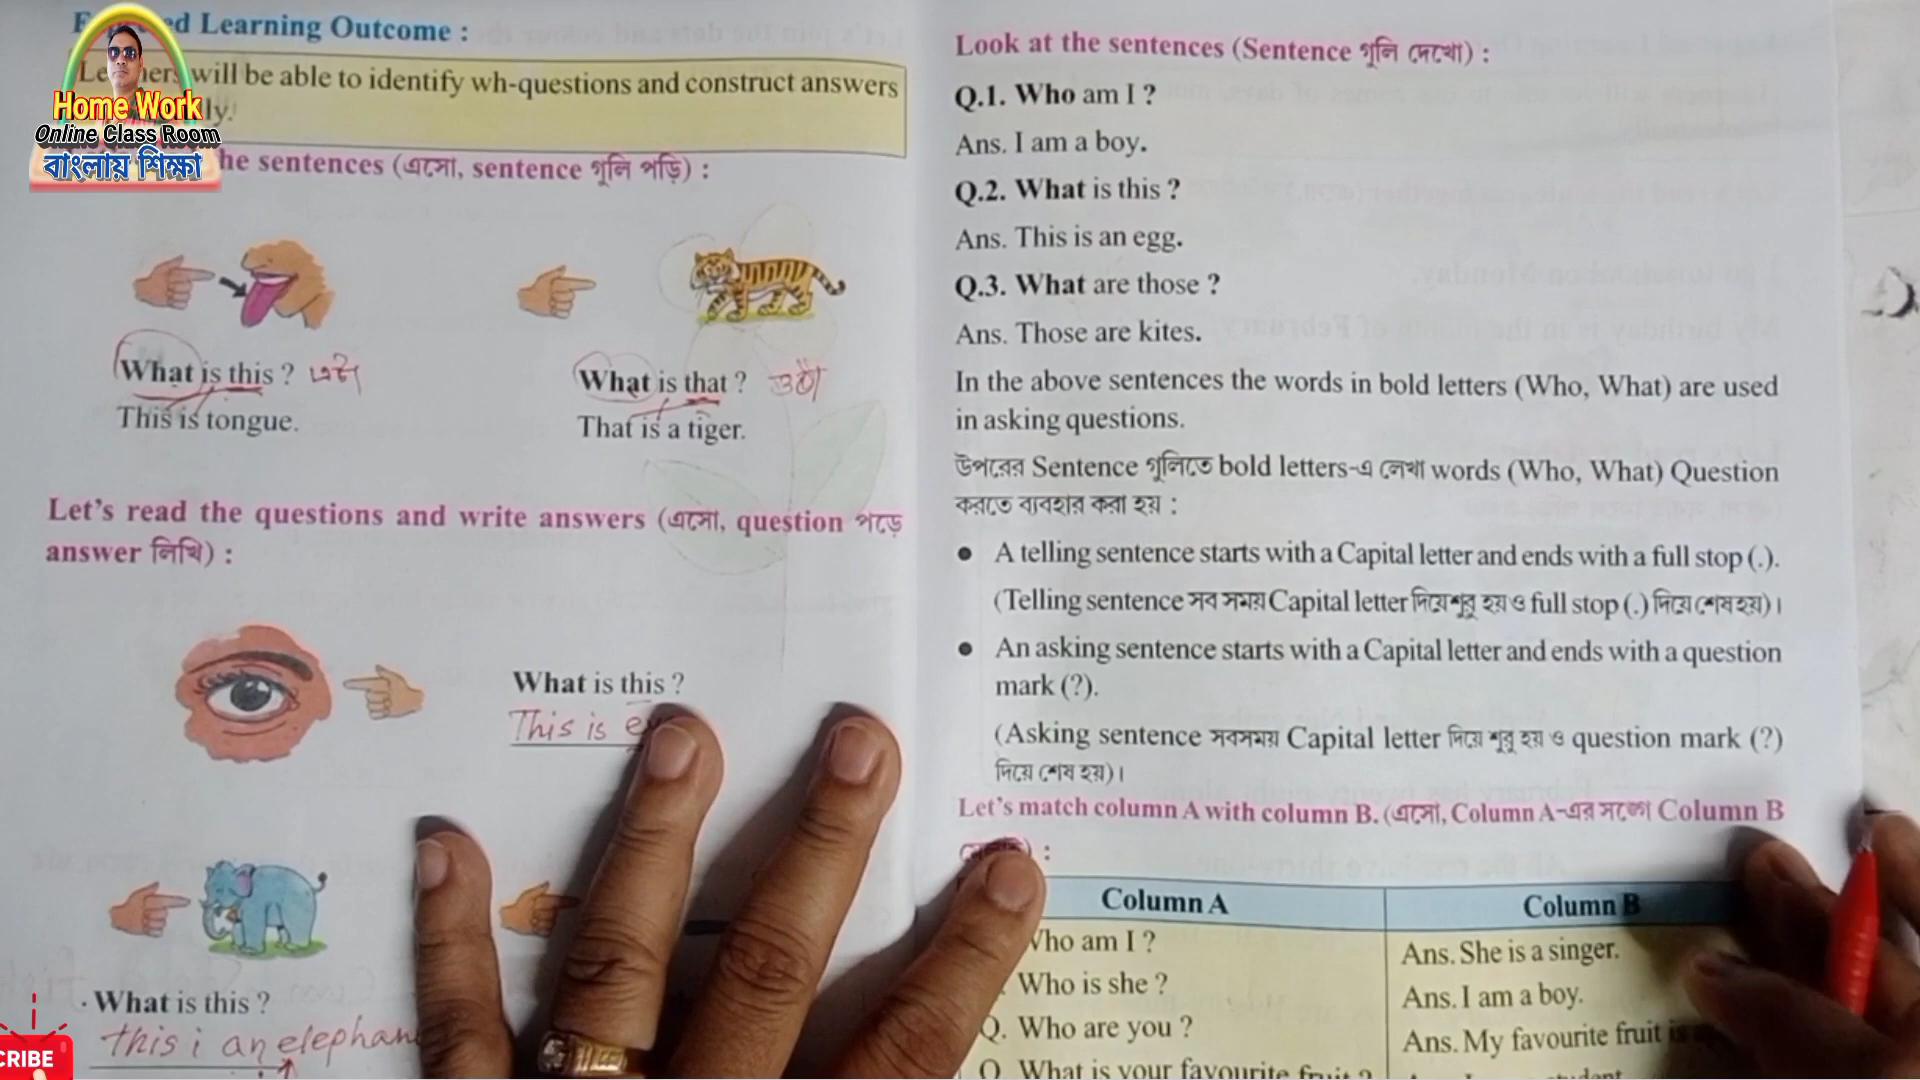 Learning Outcome :
will be able to identify wh-questions and construct answers
Home Work
Online Class Room
বাংলায় শিক্ষা
he sentences (এসো, sentence গুলি পড়ি) :
What is this ? এটা
This is tongue.
What is that ? ওটা
That is a tiger.
Let's read the questions and write answers (এসো, question পড়ে
answer লিখি) :
What is this ?
This is
What is this ?
this i an elephan
CRIBE
Look at the sentences (Sentence গুলি দেখো) :
Q.1. Who am I ?
Ans. I am a boy.
Q.2. What is this ?
Ans. This is an egg.
Q.3. What are those ?
Ans. Those are kites.
In the above sentences the words in bold letters (Who, What) are used
in asking questions.
উপরের Sentence গুলিতে bold letters-এ লেখা words (Who, What) Question
করতে ব্যবহার করা হয় :
● A telling sentence starts with a Capital letter and ends with a full stop (.).
(Telling sentence সব সময় Capital letter দিয়ে শুরু হয় ও full stop (.) দিয়ে শেষ হয়)।
● An asking sentence starts with a Capital letter and ends with a question
mark (?).
(Asking sentence সবসময় Capital letter দিয়ে শুরু হয় ও question mark (?)
দিয়ে শেষ হয়)।
Let's match column A with column B. (এসো, Column A-এর সঙ্গে Column B
Column A
Column B
Who am I ?
Ans. She is a singer.
Who is she ?
Ans. I am a boy.
Q. Who are you ?
Ans. My favourite fruit is
Q. What is your favourite fruit ?